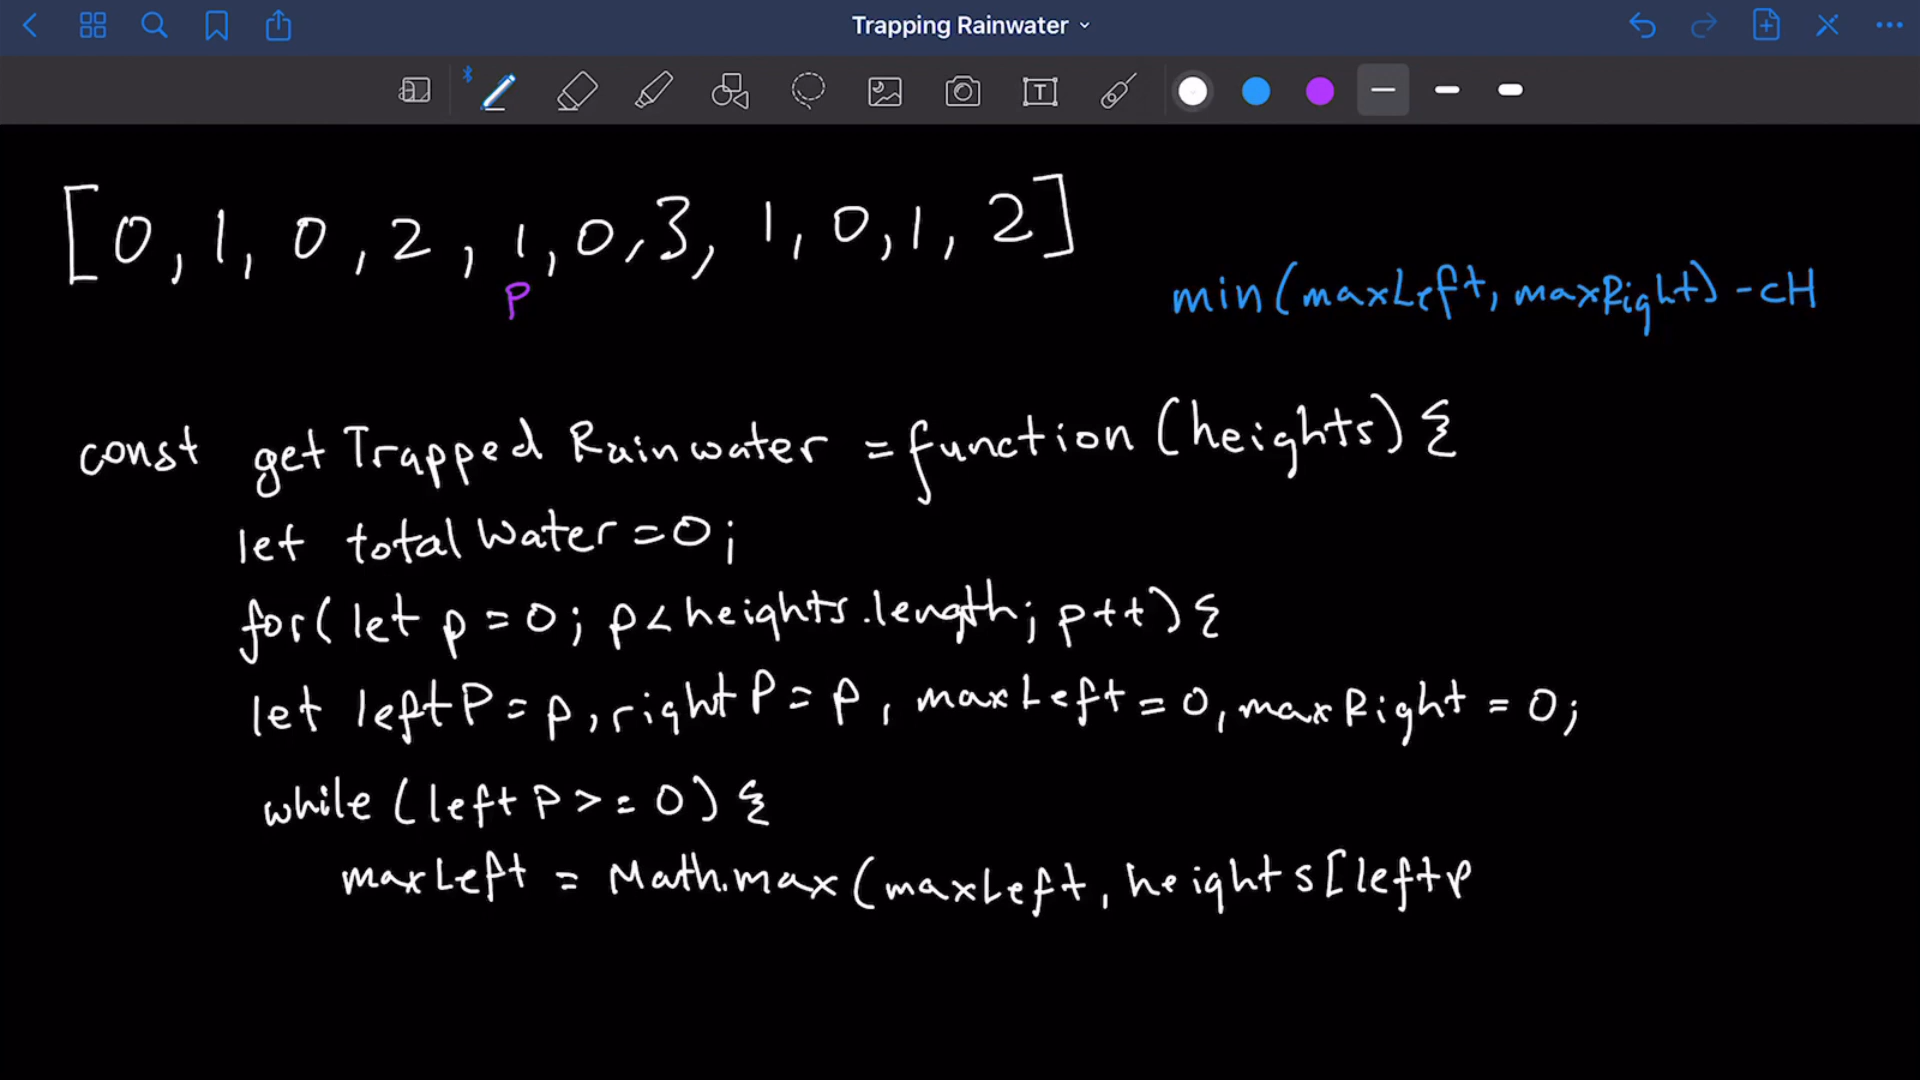 Trapping Rainwater
T
[0, 1, 0, 2, 1, 0, 3, 1, 0, 1, 2]
P
min(maxLeft, maxRight) - cH
const getTrappedRainwater = function(heights) {
let totalWater = 0;
for(let p = 0; p < heights.length; p++) {
let leftP = p, rightP = p, maxLeft = 0, maxRight = 0;
while (leftP >= 0) {
maxLeft = Math.max(maxLeft, heights[leftP